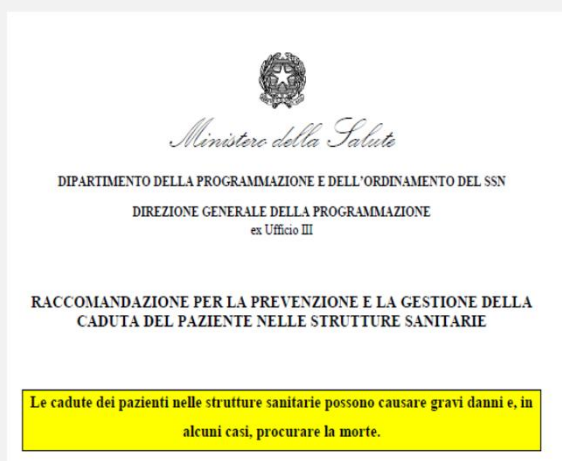 Ministero della Salute
DIPARTIMENTO DELLA PROGRAMMAZIONE E DELL'ORDINAMENTO DEL SSN
DIREZIONE GENERALE DELLA PROGRAMMAZIONE
ex Ufficio III
RACCOMANDAZIONE PER LA PREVENZIONE E LA GESTIONE DELLA
CADUTA DEL PAZIENTE NELLE STRUTTURE SANITARIE
Le cadute dei pazienti nelle strutture sanitarie possono causare gravi danni e, in
alcuni casi, procurare la morte.